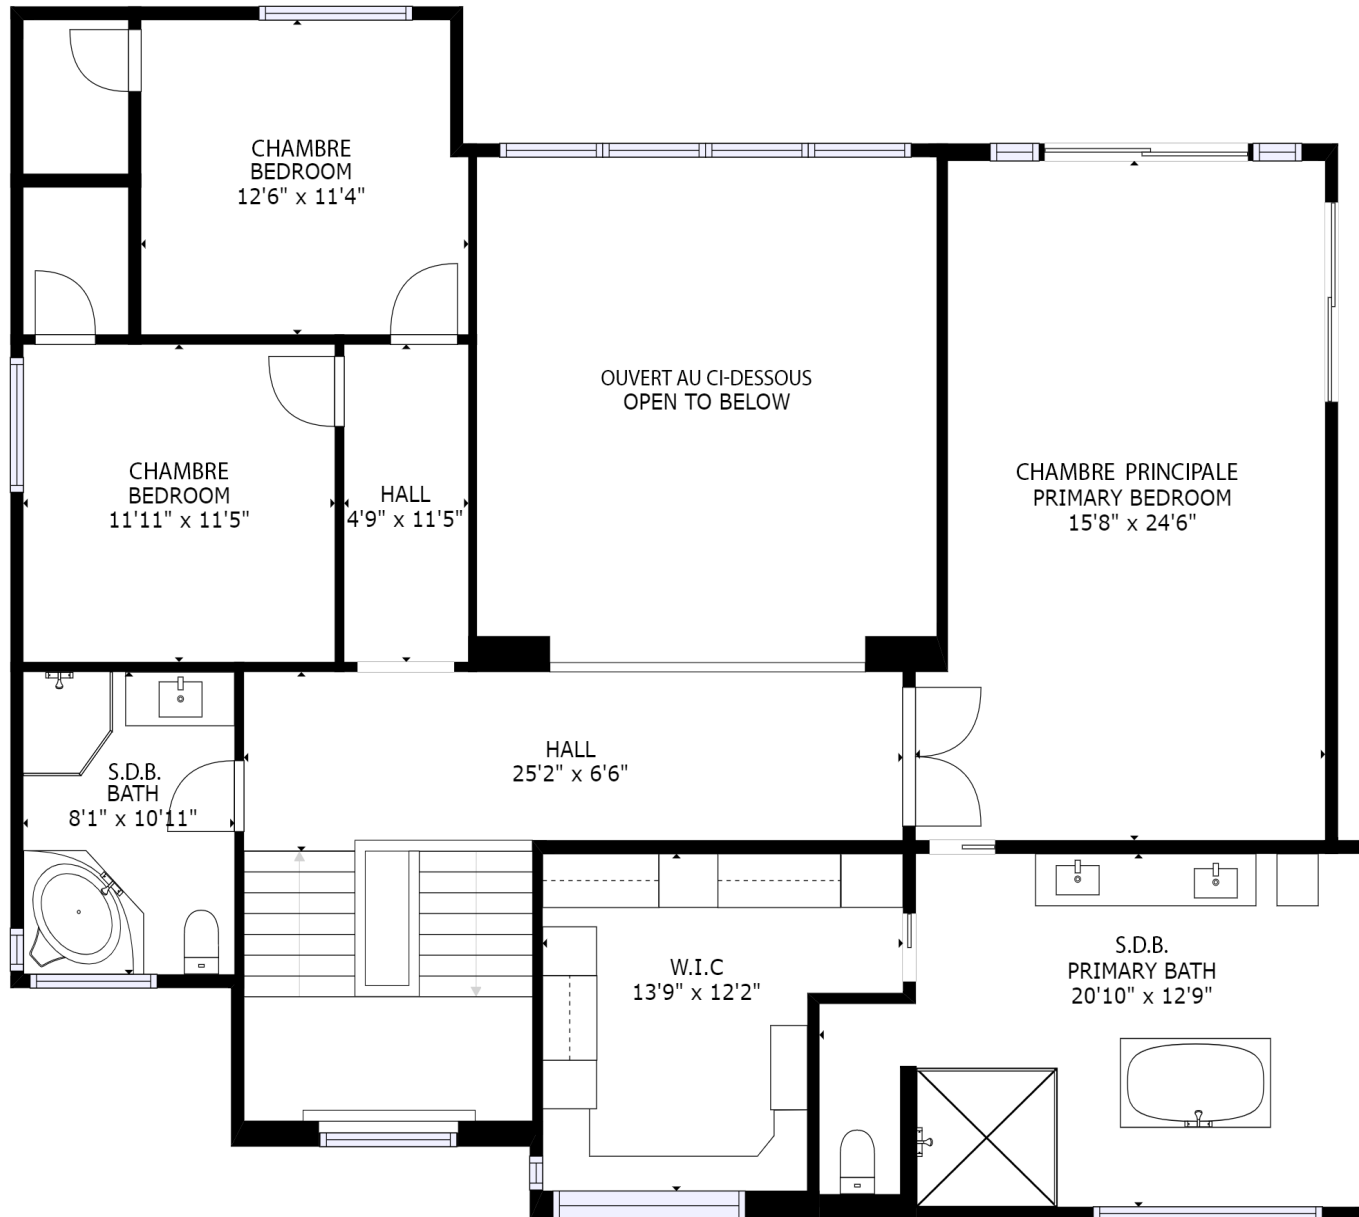 CHAMBRE
BEDROOM
12'6" x 11'4"
OUVERT AU CI-DESSOUS
OPEN TO BELOW
CHAMBRE PRINCIPALE
PRIMARY BEDROOM
15'8" x 24'6"
CHAMBRE
BEDROOM
11'11" x 11'5"
HALL
4'9" x 11'5"
HALL
25'2" x 6'6"
S.D.B.
BATH
8'1" x 10'11"
W.I.C
13'9" x 12'2"
S.D.B.
PRIMARY BATH
20'10" x 12'9"